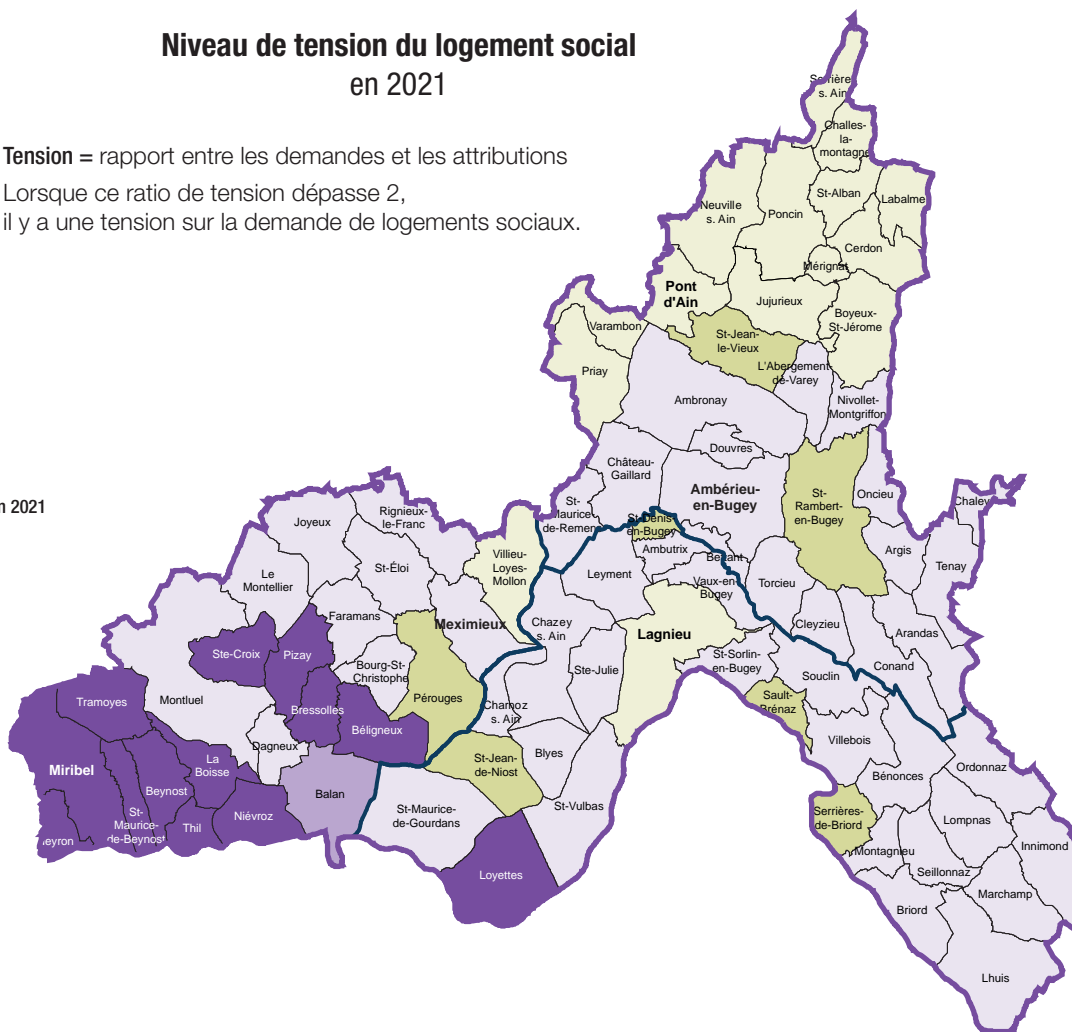 Niveau de tension du logement social
en 2021
Tension = rapport entre les demandes et les attributions
Lorsque ce ratio de tension dépasse 2,
il y a une tension sur la demande de logements sociaux.
s. Ain
Challes-
la-
montagne
St-Alban
Labalme
Neuville
s. Ain
Poncin
Cerdon
Mérignat
Pont
d'Ain
Jujurieux
Boyeux-
St-Jérome
Varambon
St-Jean-
le-Vieux
L'Abergement-
de-Varey
Priay
Ambronay
Nivollet-
Montgriffon
Douvres
Château-
Gaillard
Ambérieu-
en-Bugey
St-
Rambert-
en-Bugey
Oncieu
Chaley
n 2021
Joyeux
Rignieux-
le-Franc
St-
Maurice-
de-Remens
St-Denis
en-Bugey
Ambutrix
Bettant
Argis
Tenay
St-Éloi
Villieu-
Loyes-
Mollon
Leyment
Vaux-en-
Bugey
Torcieu
Le
Montellier
Faramans
Meximieux
Chazey
s. Ain
Lagnieu
Cleyzieu
Arandas
Ste-Croix
Pizay
Bourg-St-
Christophe
Ste-Julie
St-Sorlin-
en-Bugey
Souclin
Conand
Tramoyes
Montluel
Bressolles
Pérouges
Charnoz
s. Ain
Sault-
Brénaz
Béligneux
Dagneux
La
Boisse
Miribel
Beynost
Balan
St-Jean-
de-Niost
Blyes
Villebois
Bénonces
Ordonnaz
St-
Maurice-
de-Beynost
Thil
Niévroz
St-Maurice-
de-Gourdans
St-Vulbas
Serrières-
de-Briord
Lompnas
Innimond
eyron
Montagnieu
Seillonnaz
Loyettes
Marchamp
Briord
Lhuis